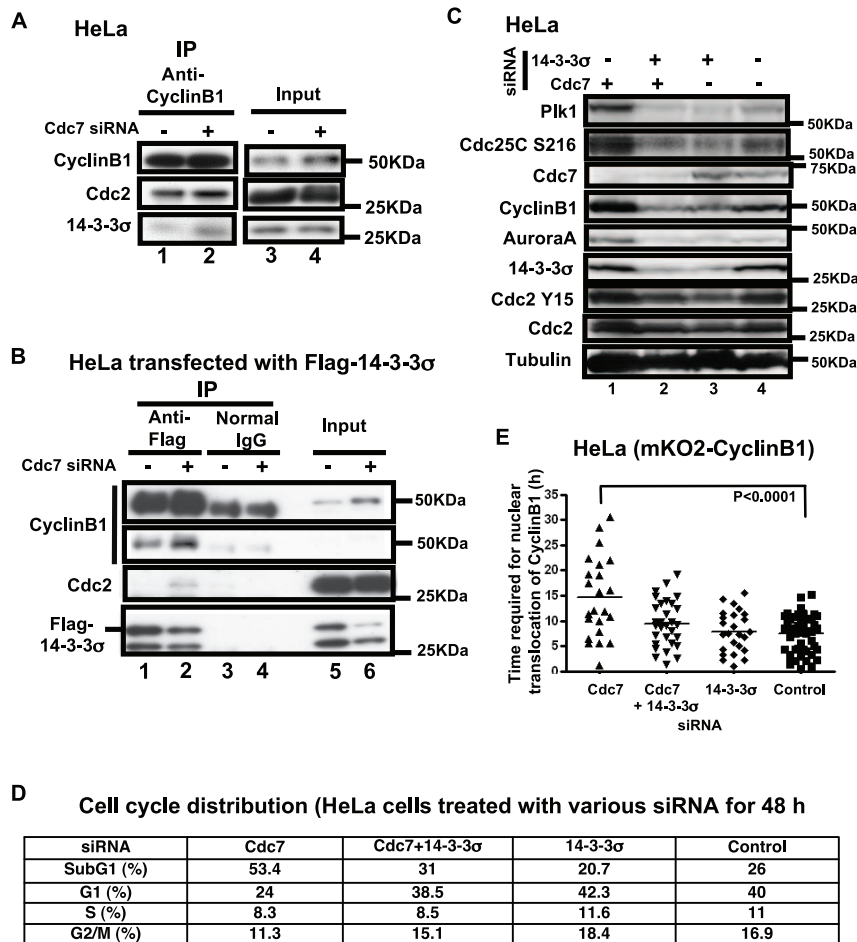 A
HeLa
IP
Anti-
CyclinB1
Input
Cdc7 siRNA - + - +
CyclinB1
50KDa
Cdc2
25KDa
14-3-3σ
25KDa
1 2 3 4
B
HeLa transfected with Flag-14-3-3σ
IP
Anti-
Flag
Normal
IgG
Input
Cdc7 siRNA - + - + - +
CyclinB1
50KDa
50KDa
Cdc2
25KDa
Flag-
14-3-3σ
25KDa
1 2 3 4 5 6
C
HeLa
siRNA
14-3-3σ - + + -
Cdc7 + + - -
Plk1
50KDa
Cdc25C S216
50KDa
Cdc7
75KDa
CyclinB1
50KDa
AuroraA
50KDa
14-3-3σ
25KDa
Cdc2 Y15
25KDa
Cdc2
25KDa
Tubulin
50KDa
1 2 3 4
E
HeLa (mKO2-CyclinB1)
Time required for nuclear
translocation of CyclinB1 (h)
40
35
30
25
20
15
10
5
0
P<0.0001
Cdc7
Cdc7
+ 14-3-3σ
14-3-3σ
Control
siRNA
D
Cell cycle distribution (HeLa cells treated with various siRNA for 48 h
siRNA Cdc7 Cdc7+14-3-3σ 14-3-3σ Control
SubG1 (%) 53.4 31 20.7 26
G1 (%) 24 38.5 42.3 40
S (%) 8.3 8.5 11.6 11
G2/M (%) 11.3 15.1 18.4 16.9